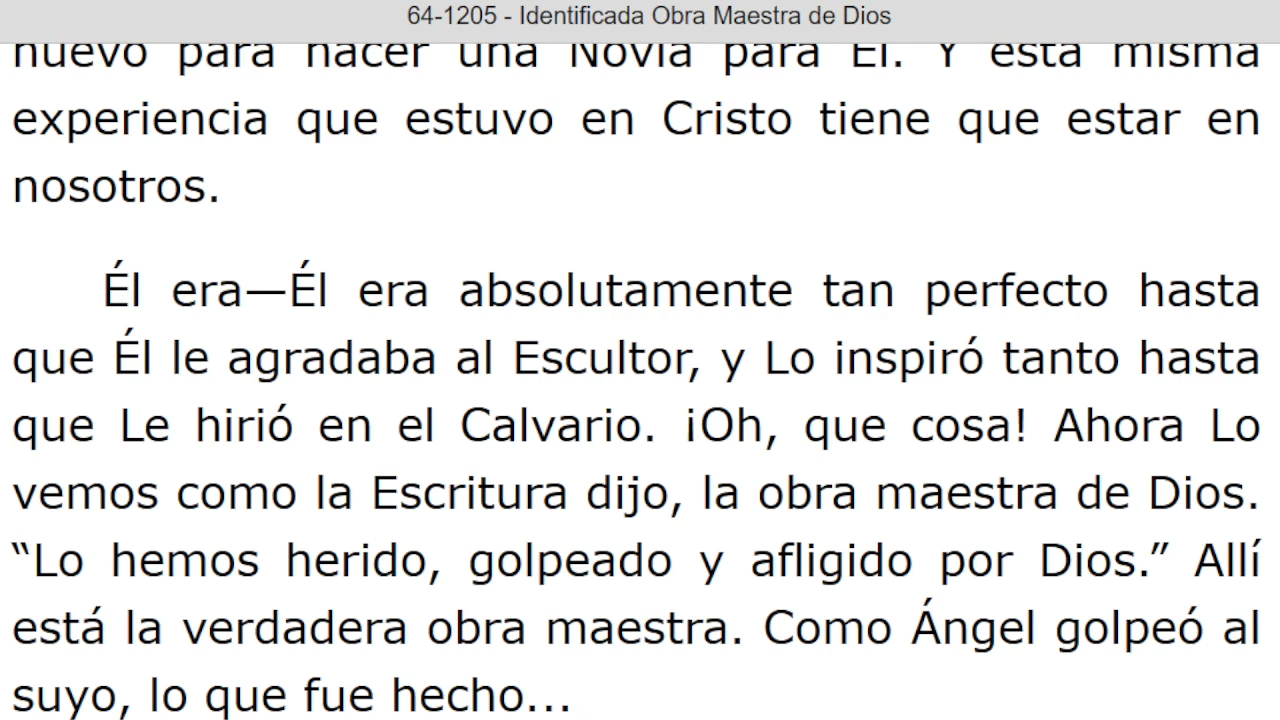 64-1205 - Identificada Obra Maestra de Dios
nuevo para hacer una Novia para Él. Y esta misma
experiencia que estuvo en Cristo tiene que estar en
nosotros.
Él era—Él era absolutamente tan perfecto hasta
que Él le agradaba al Escultor, y Lo inspiró tanto hasta
que Le hirió en el Calvario. ¡Oh, que cosa! Ahora Lo
vemos como la Escritura dijo, la obra maestra de Dios.
“Lo hemos herido, golpeado y afligido por Dios.” Allí
está la verdadera obra maestra. Como Ángel golpeó al
suyo, lo que fue hecho...